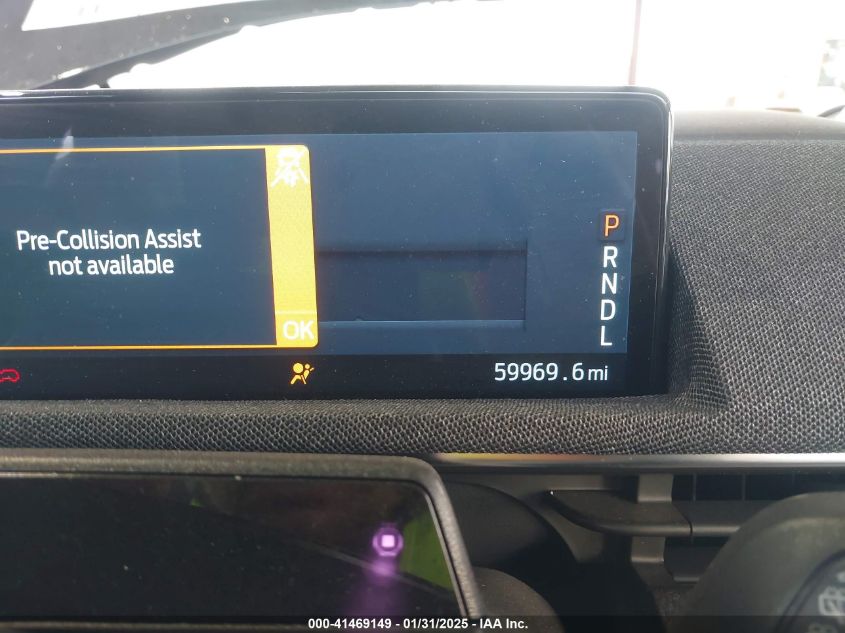 Pre-Collision Assist
not available
OK
P
R
N
D
L
59969.6 mi
000-41469149 - 01/31/2025 - IAA Inc.